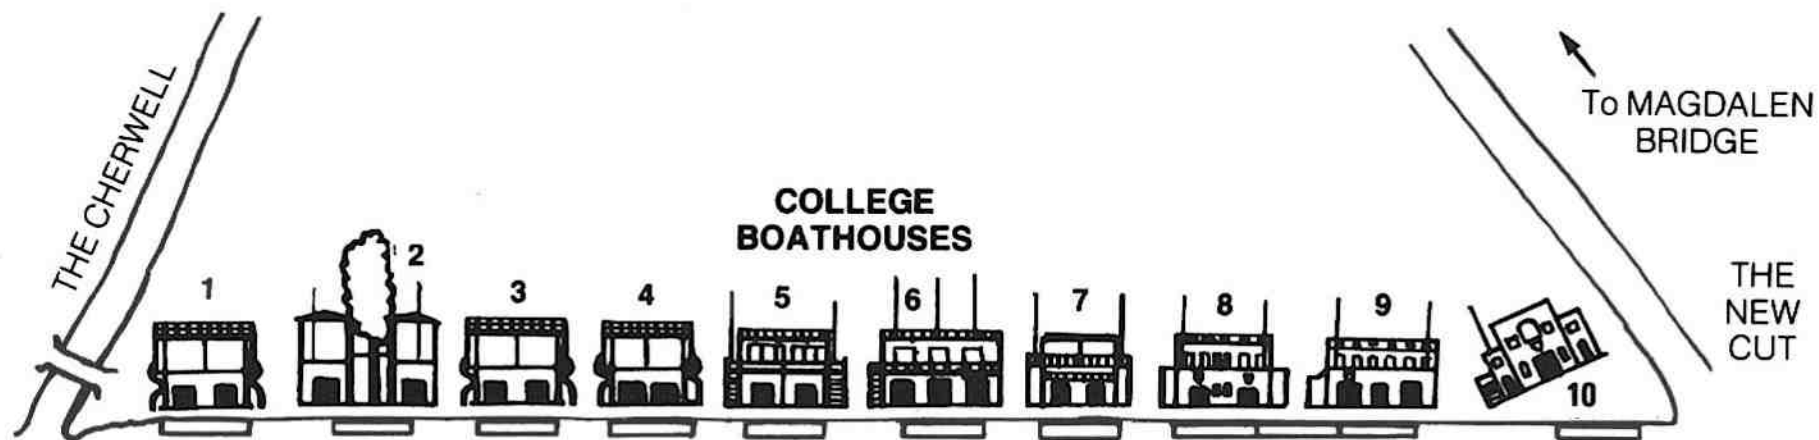 THE CHERWELL
COLLEGE
BOATHOUSES
To MAGDALEN
BRIDGE
THE
NEW
CUT
1
2
3
4
5
6
7
8
9
10